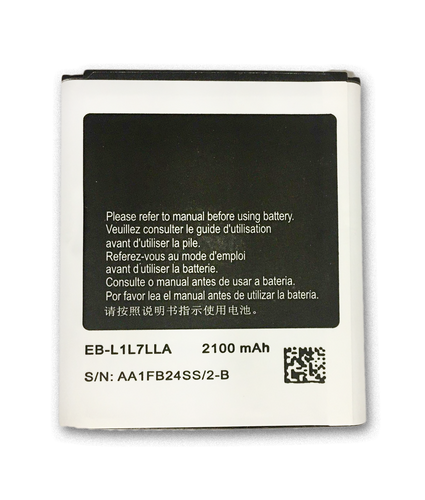 Please refer to manual before using battery.
Veuillez consulter le guide d'utilisation
avant d'utiliser la pile.
Referez-vous au mode d'emploi
avant d'utiliser la batterie.
Consulte o manual antes de usar a bateria.
Por favor lea el manual antes de utilizar la bateria.
请按照说明书指示使用电池。
EB-L1L7LLA 2100 mAh
S/N: AA1FB24SS/2-B